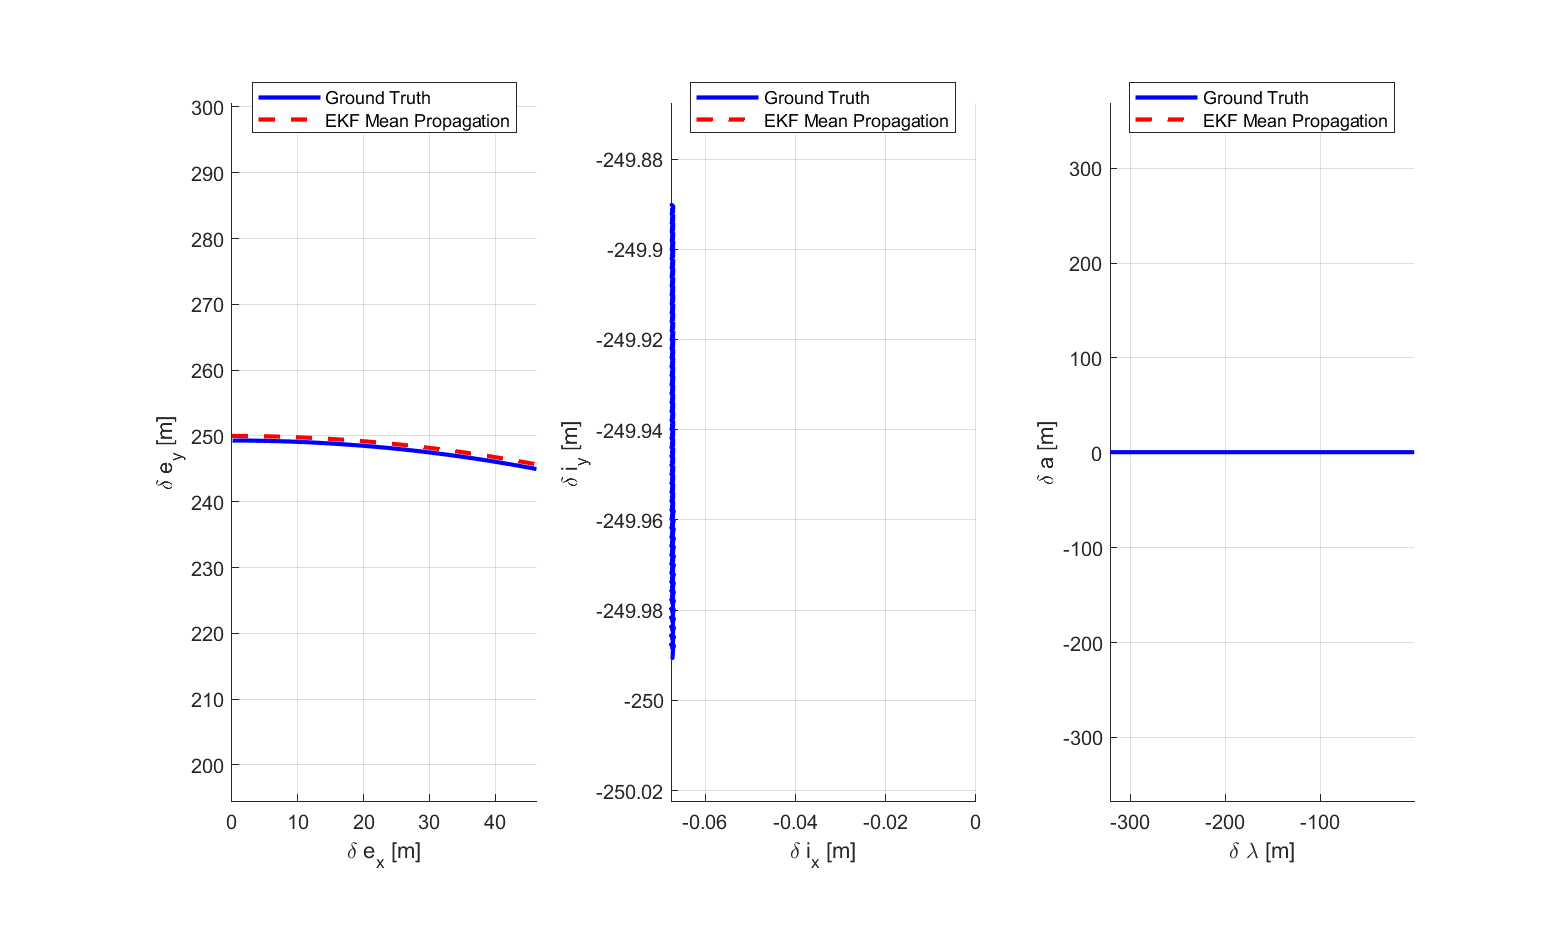 Ground Truth
EKF Mean Propagation
300
290
280
270
260
250
240
230
220
210
200
0 10 20 30 40
δ e_y [m]
δ e_x [m]
Ground Truth
EKF Mean Propagation
-249.88
-249.9
-249.92
-249.94
-249.96
-249.98
-250
-250.02
-0.06 -0.04 -0.02 0
δ i_y [m]
δ i_x [m]
Ground Truth
EKF Mean Propagation
300
200
100
0
-100
-200
-300
-300 -200 -100
δ a [m]
δ λ [m]